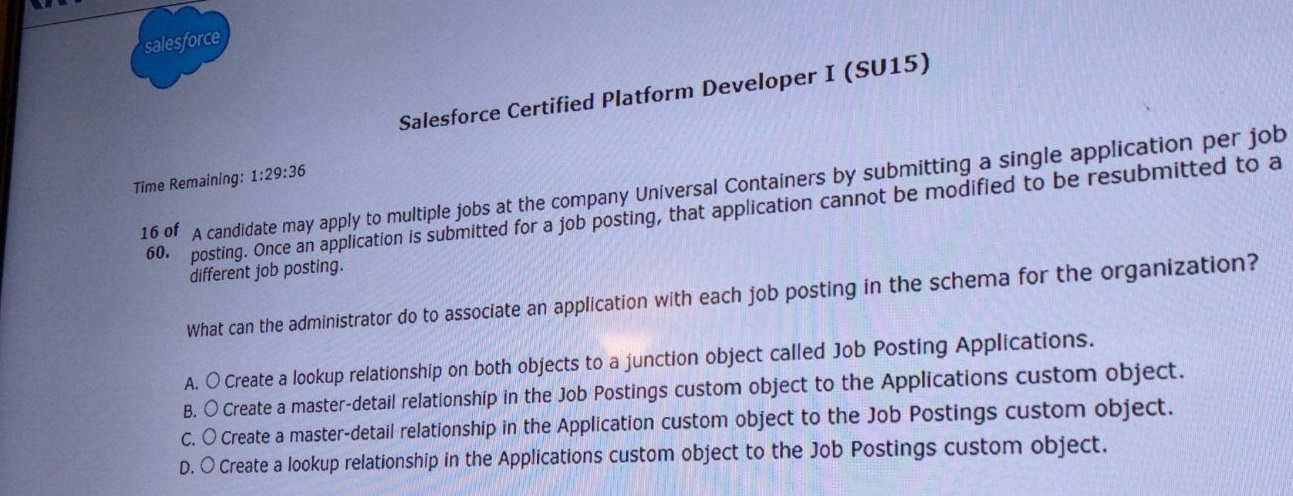 salesforce
Salesforce Certified Platform Developer I (SU15)
Time Remaining: 1:29:36
16 of A candidate may apply to multiple jobs at the company Universal Containers by submitting a single application per job
60. posting. Once an application is submitted for a job posting, that application cannot be modified to be resubmitted to a
different job posting.
What can the administrator do to associate an application with each job posting in the schema for the organization?
A. O Create a lookup relationship on both objects to a junction object called Job Posting Applications.
B. O Create a master-detail relationship in the Job Postings custom object to the Applications custom object.
C. O Create a master-detail relationship in the Application custom object to the Job Postings custom object.
D. O Create a lookup relationship in the Applications custom object to the Job Postings custom object.